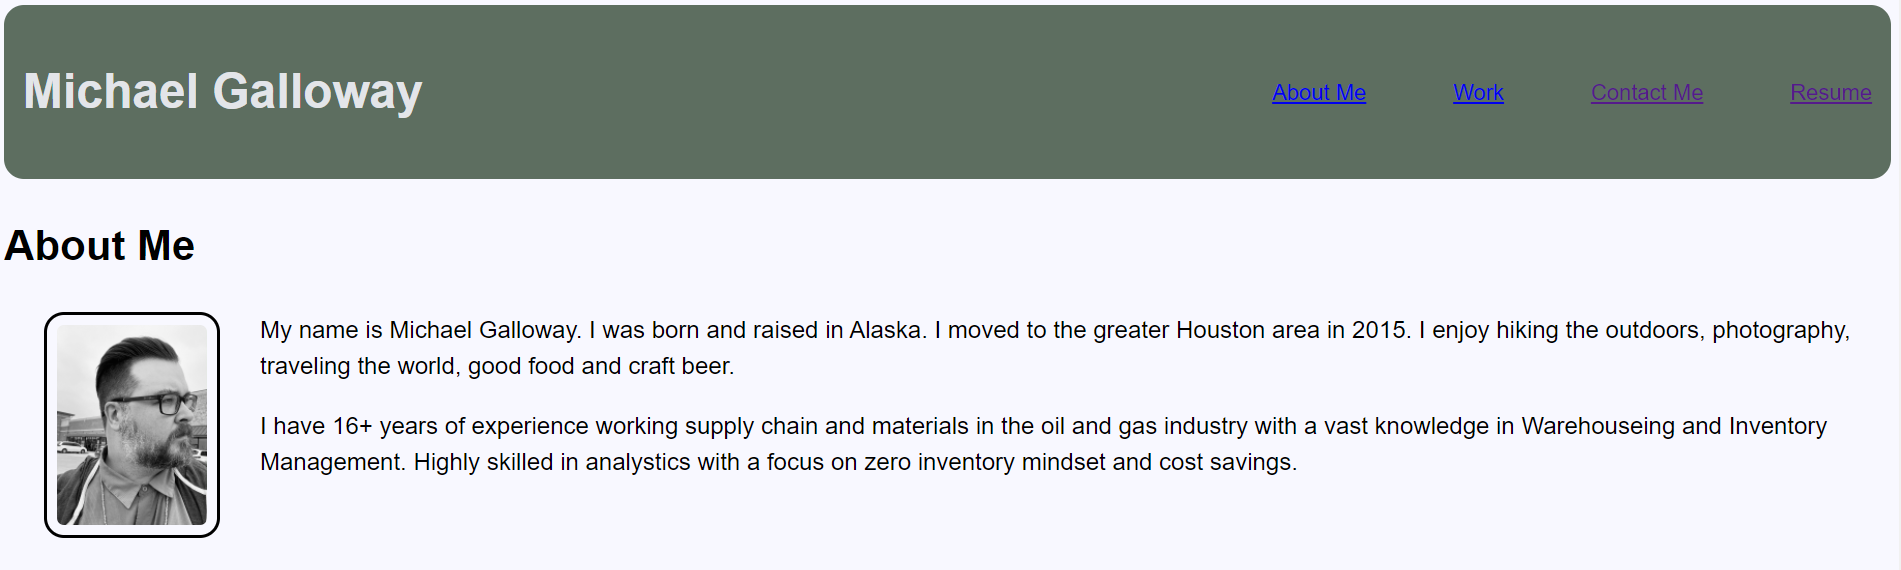 Michael Galloway
About Me
Work
Contact Me
Resume
About Me
My name is Michael Galloway. I was born and raised in Alaska. I moved to the greater Houston area in 2015. I enjoy hiking the outdoors, photography,
traveling the world, good food and craft beer.
I have 16+ years of experience working supply chain and materials in the oil and gas industry with a vast knowledge in Warehouseing and Inventory
Management. Highly skilled in analystics with a focus on zero inventory mindset and cost savings.